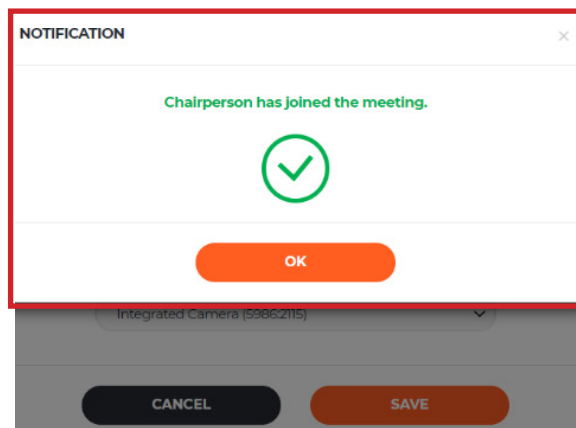 NOTIFICATION
×
Chairperson has joined the meeting.
OK
Integrated Camera (5986:2115)
CANCEL
SAVE